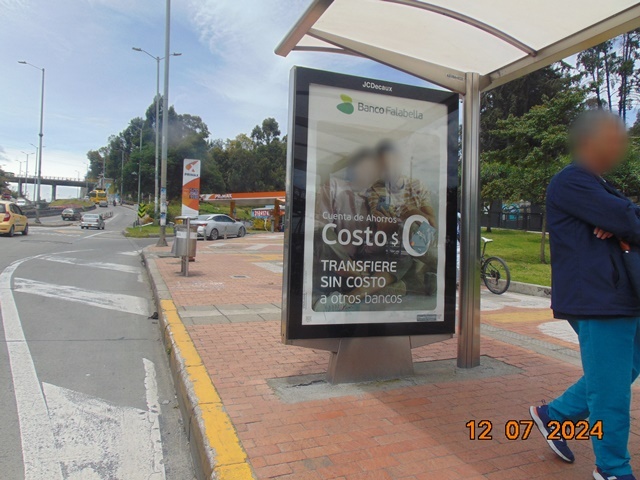 JCDecaux
Banco Falabella
Cuenta de Ahorros
Costo $ 0
TRANSFIERE
SIN COSTO
a otros bancos
12 07 2024